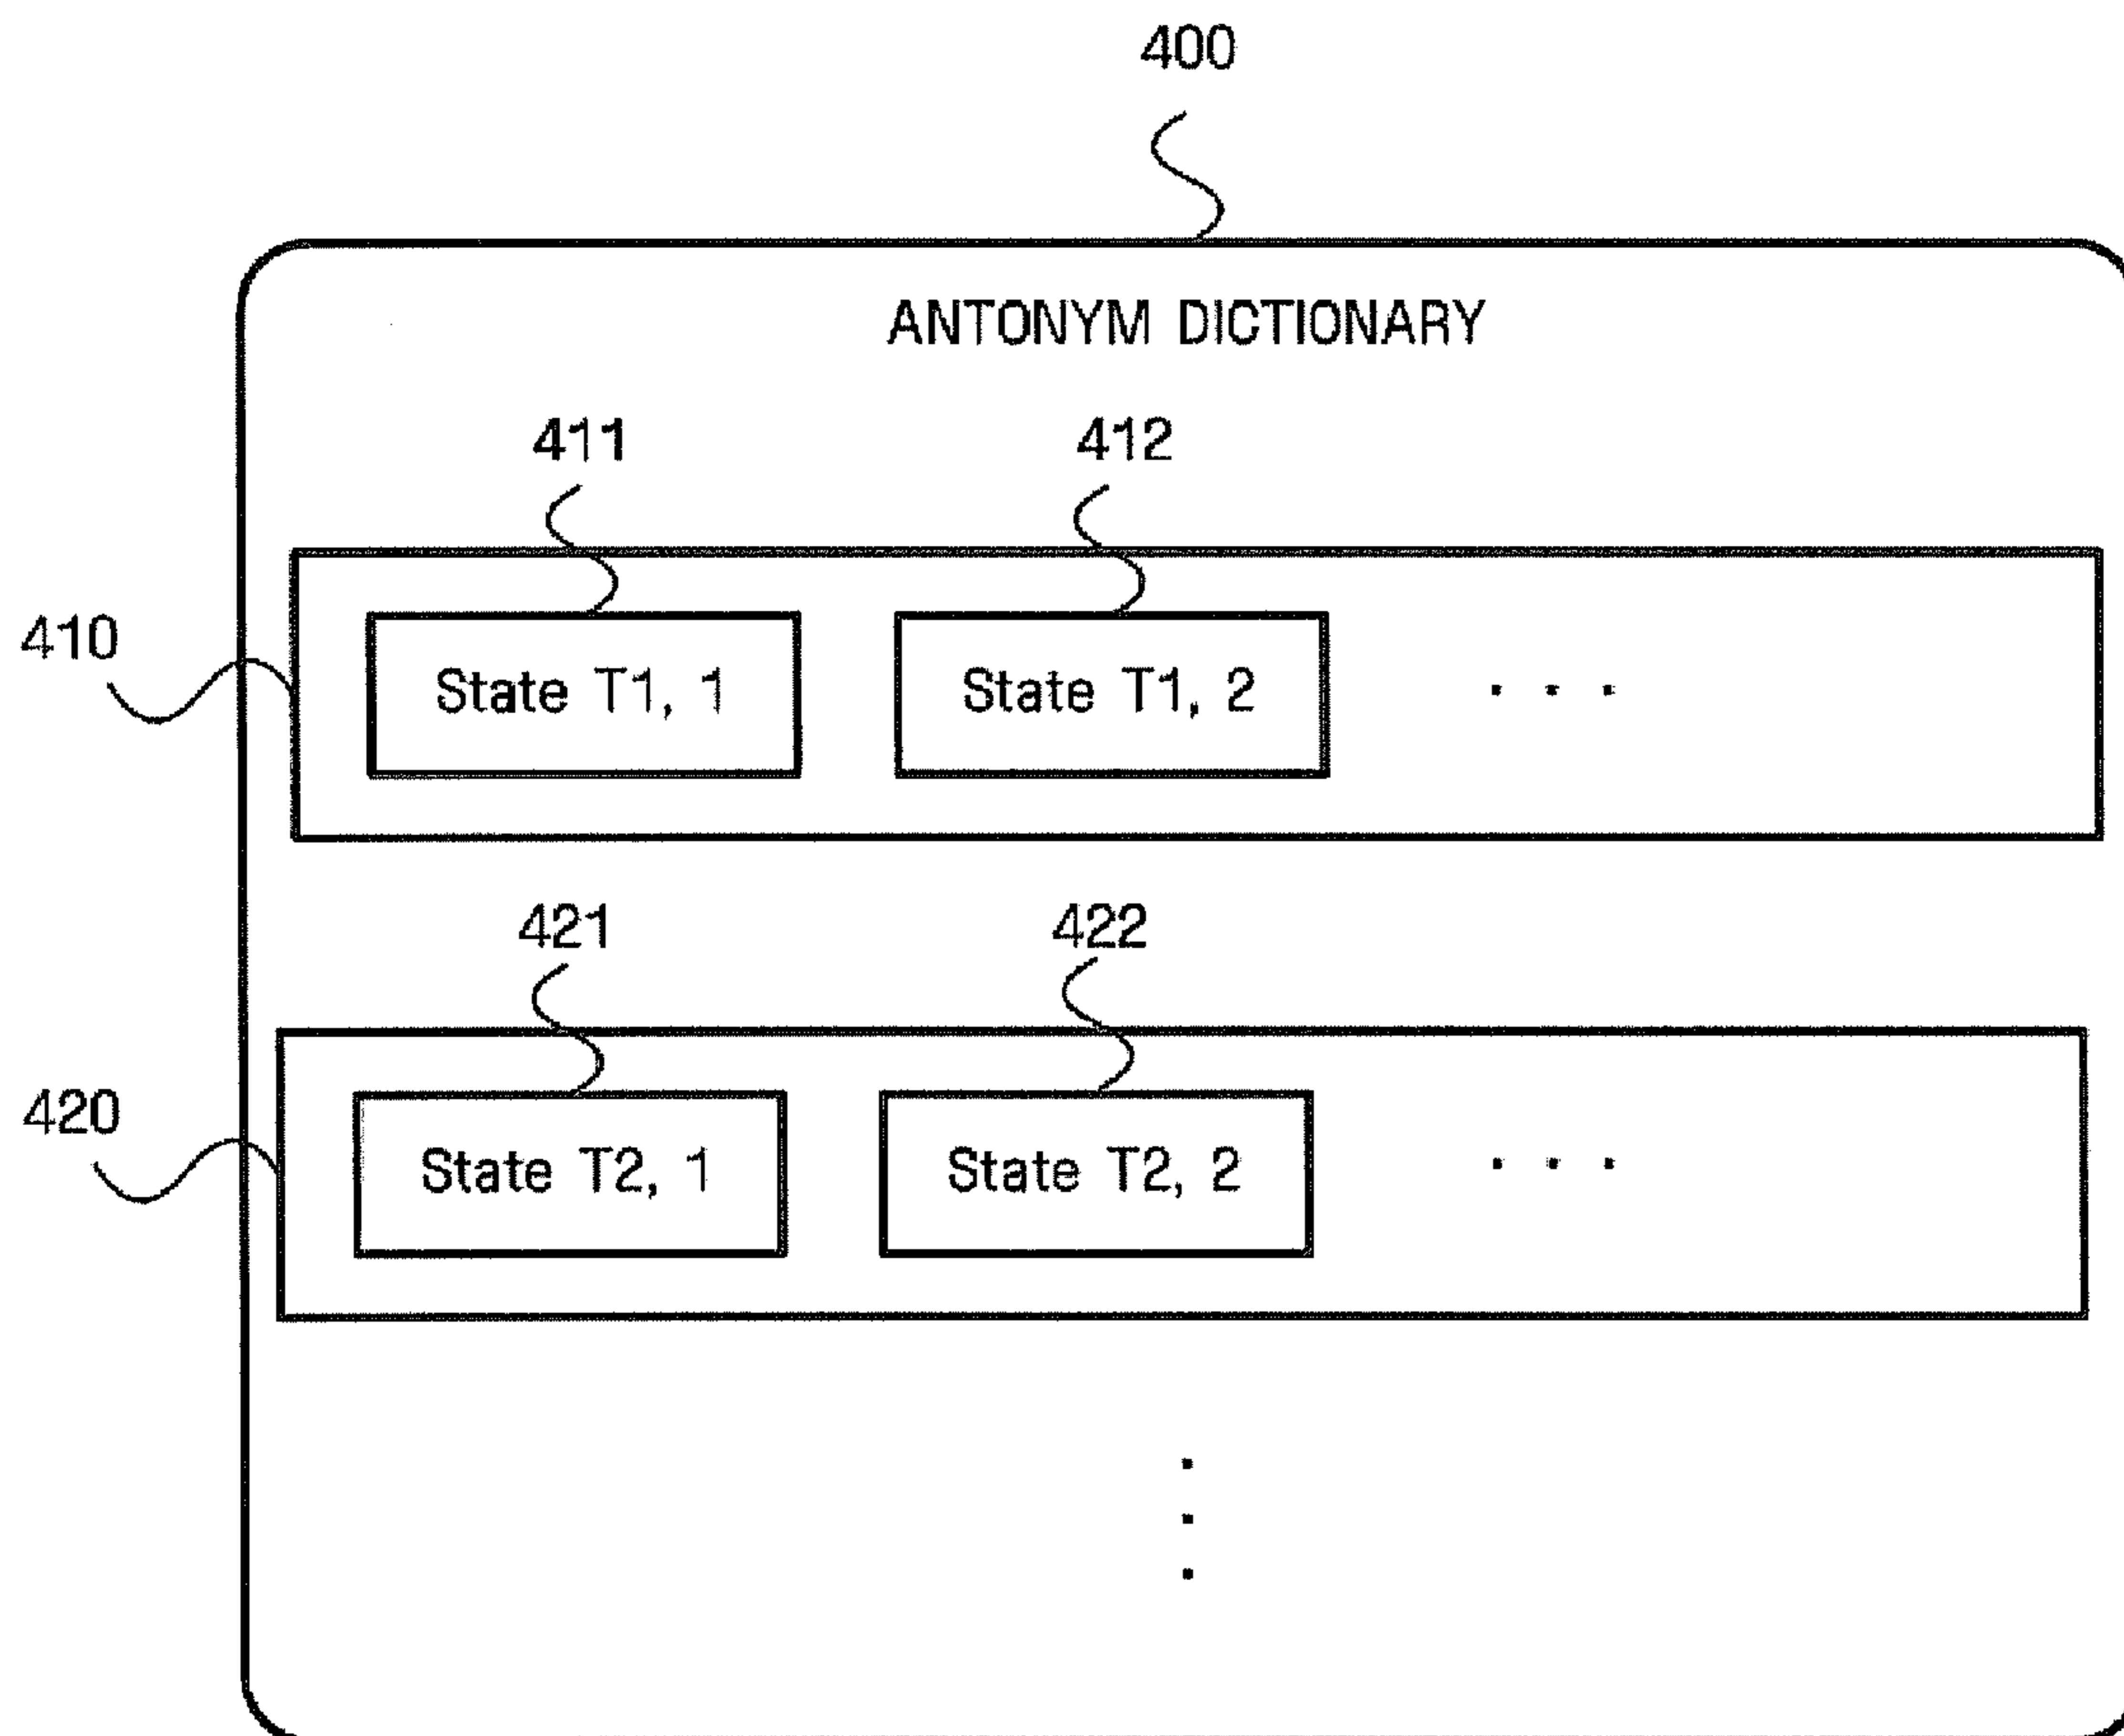 400
ANTONYM DICTIONARY
411 412
410
State T1, 1 State T1, 2 . . .
421 422
420
State T2, 1 State T2, 2 . . .
.
.
.